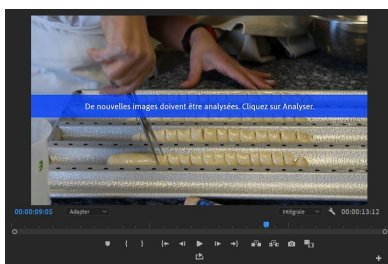 De nouvelles images doivent être analysées. Cliquez sur Analyser.
00:00:09:05 Adapter Intégrale 00:00:13:12